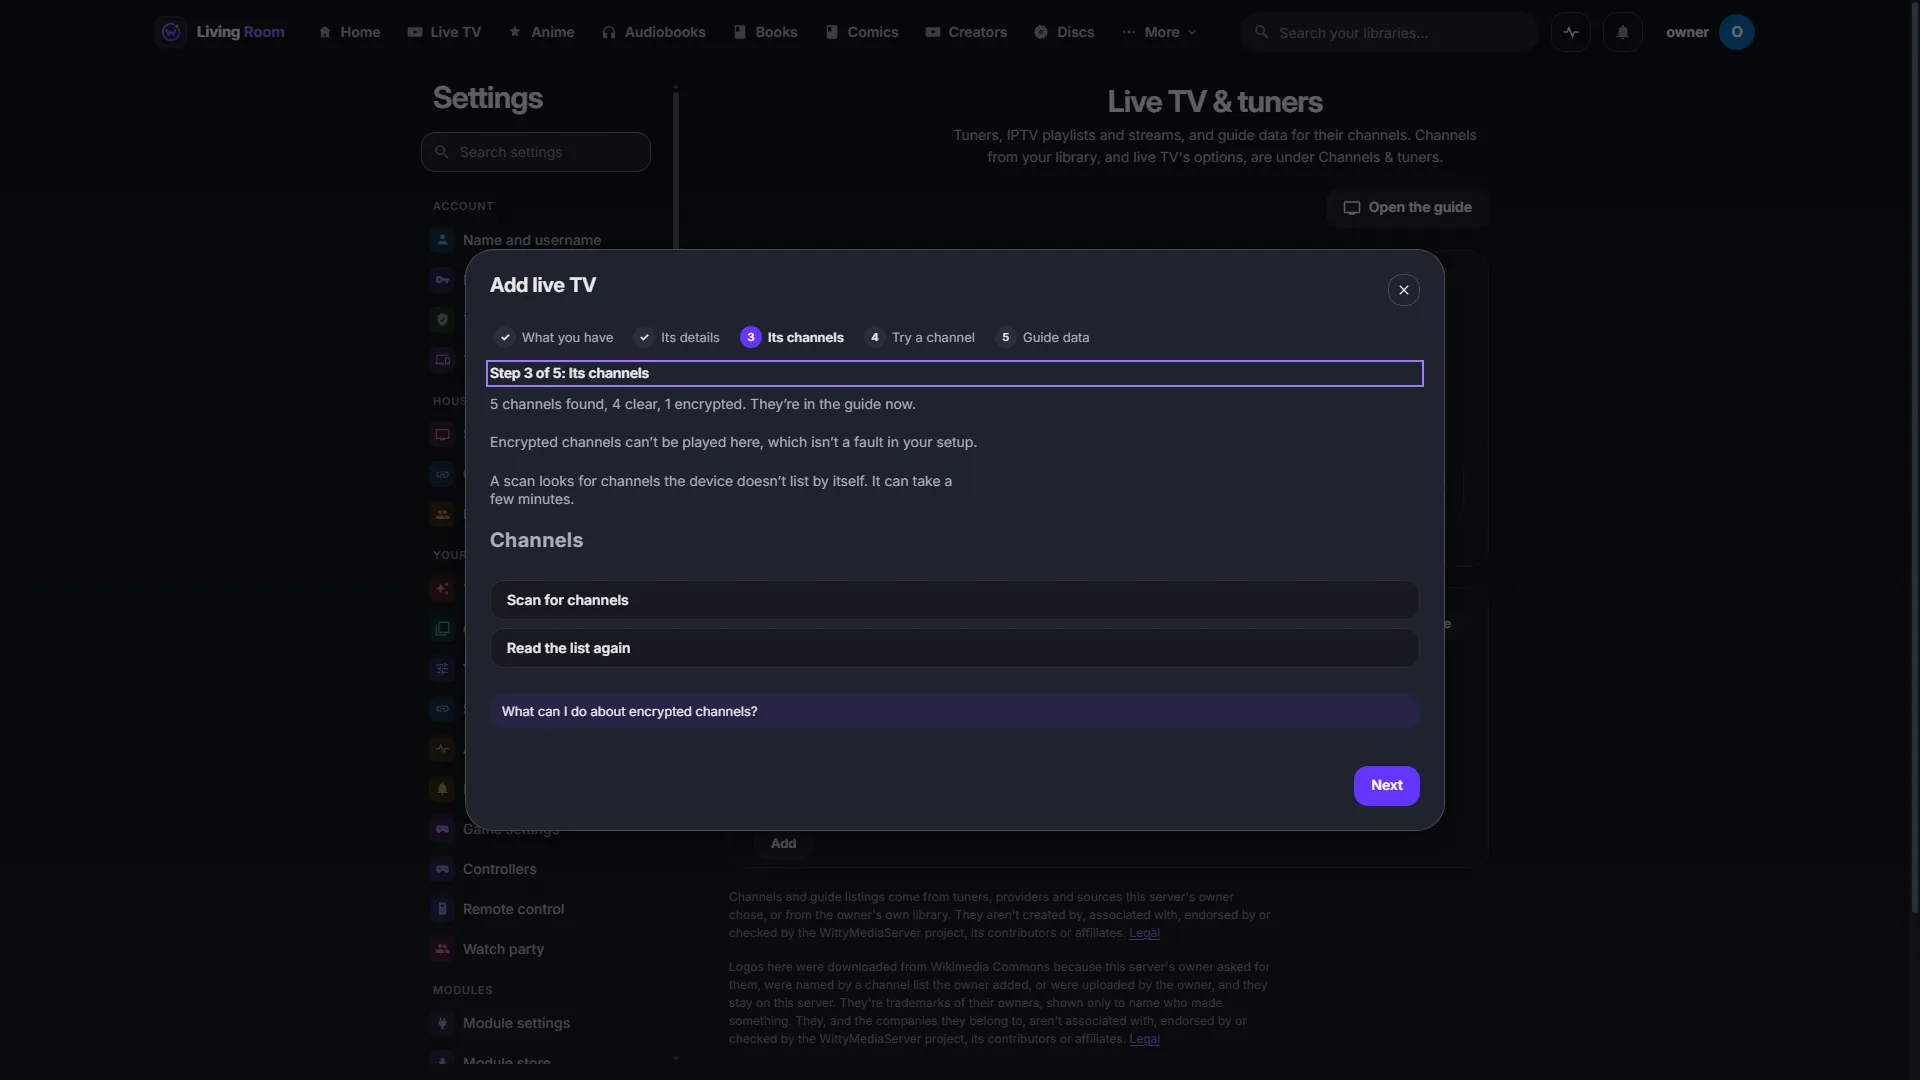 Living Room
Home
Live TV
Anime
Audiobooks
Books
Comics
Creators
Discs
More
Search your libraries...
owner
O
Settings
Search settings
ACCOUNT
Name and username
Live TV & tuners
Tuners, IPTV playlists and streams, and guide data for their channels. Channels
from your library, and live TV's options, are under Channels & tuners.
Open the guide
Add live TV
What you have
Its details
3 Its channels
4 Try a channel
5 Guide data
Step 3 of 5: Its channels
5 channels found, 4 clear, 1 encrypted. They’re in the guide now.
Encrypted channels can’t be played here, which isn’t a fault in your setup.
A scan looks for channels the device doesn’t list by itself. It can take a
few minutes.
Channels
Scan for channels
Read the list again
What can I do about encrypted channels?
Next
HOUS
YOUR
Game settings
Controllers
Remote control
Watch party
MODULES
Module settings
Module store
Add
Channels and guide listings come from tuners, providers and sources this server's owner
chose, or from the owner's own library. They aren't created by, associated with, endorsed by or
checked by the WittyMediaServer project, its contributors or affiliates. Legal
Logos here were downloaded from Wikimedia Commons because this server's owner asked for
them, were named by a channel list the owner added, or were uploaded by the owner, and they
stay on this server. They're trademarks of their owners, shown only to name who made
something. They, and the companies they belong to, aren't associated with, endorsed by or
checked by the WittyMediaServer project, its contributors or affiliates. Legal